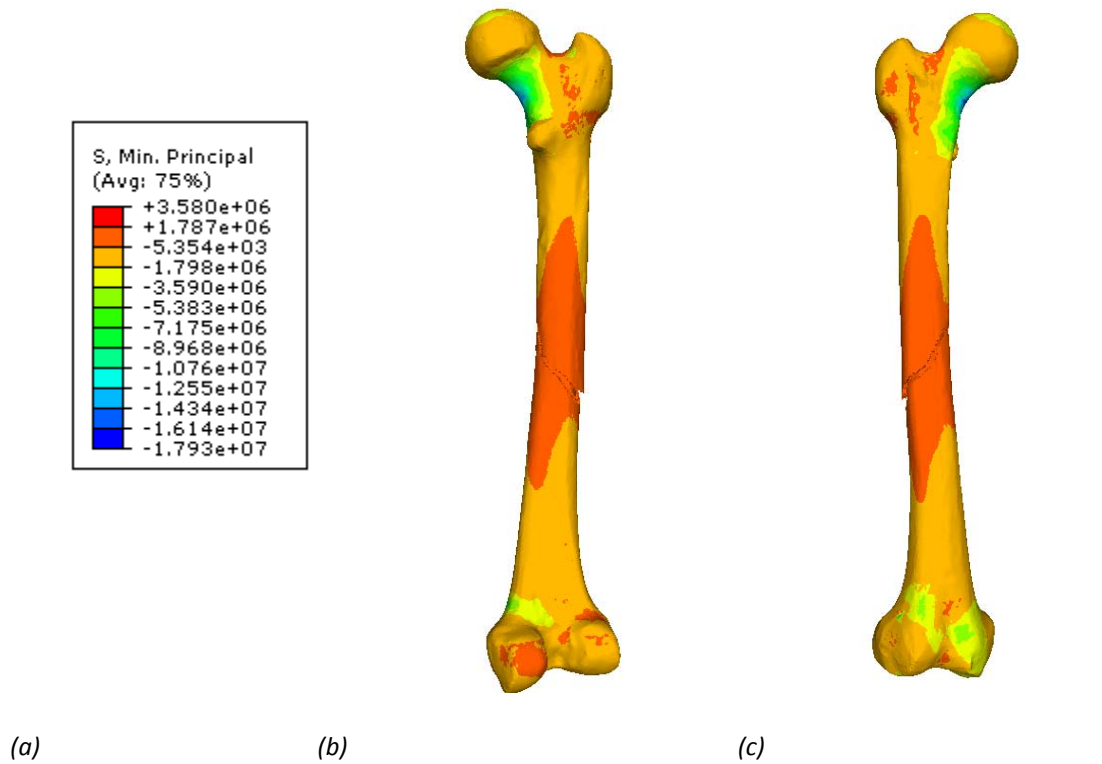 S, Min. Principal
(Avg: 75%)
+3.580e+06
+1.787e+06
-5.354e+03
-1.798e+06
-3.590e+06
-5.383e+06
-7.175e+06
-8.968e+06
-1.076e+07
-1.255e+07
-1.434e+07
-1.614e+07
-1.793e+07
(a) (b) (c)